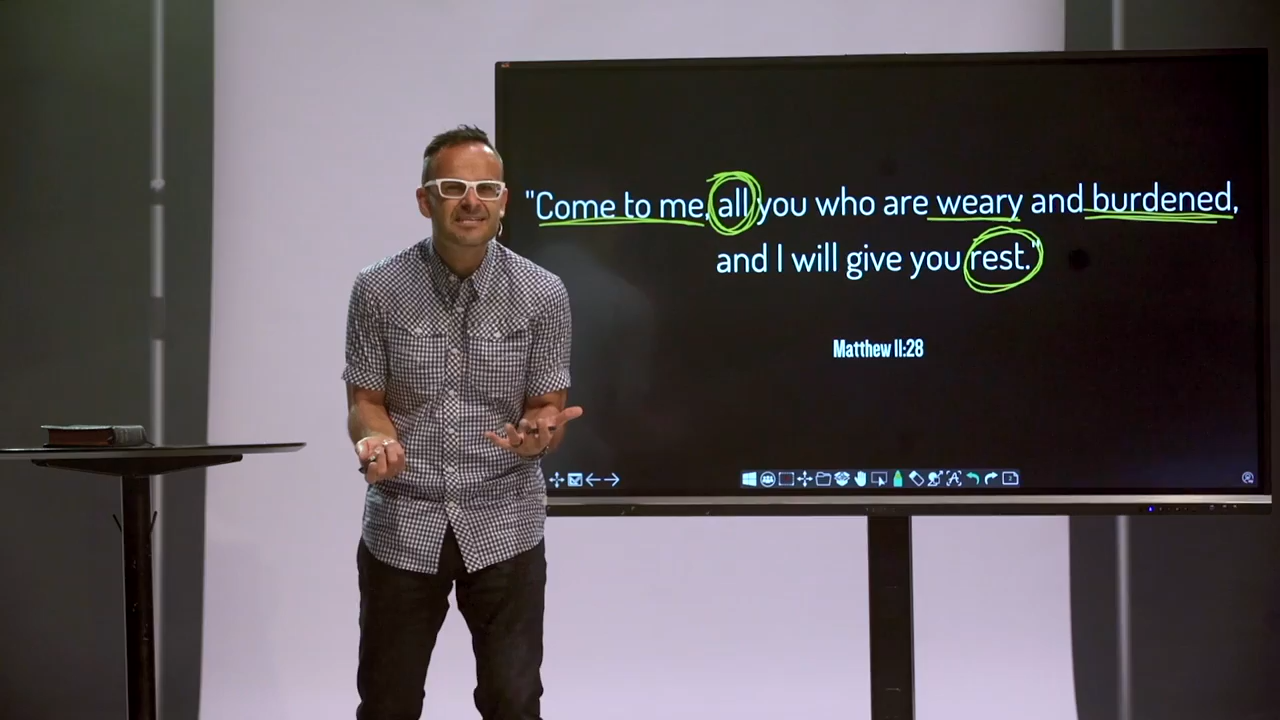 "Come to me, all you who are weary and burdened,
and I will give you rest."
Matthew 11:28